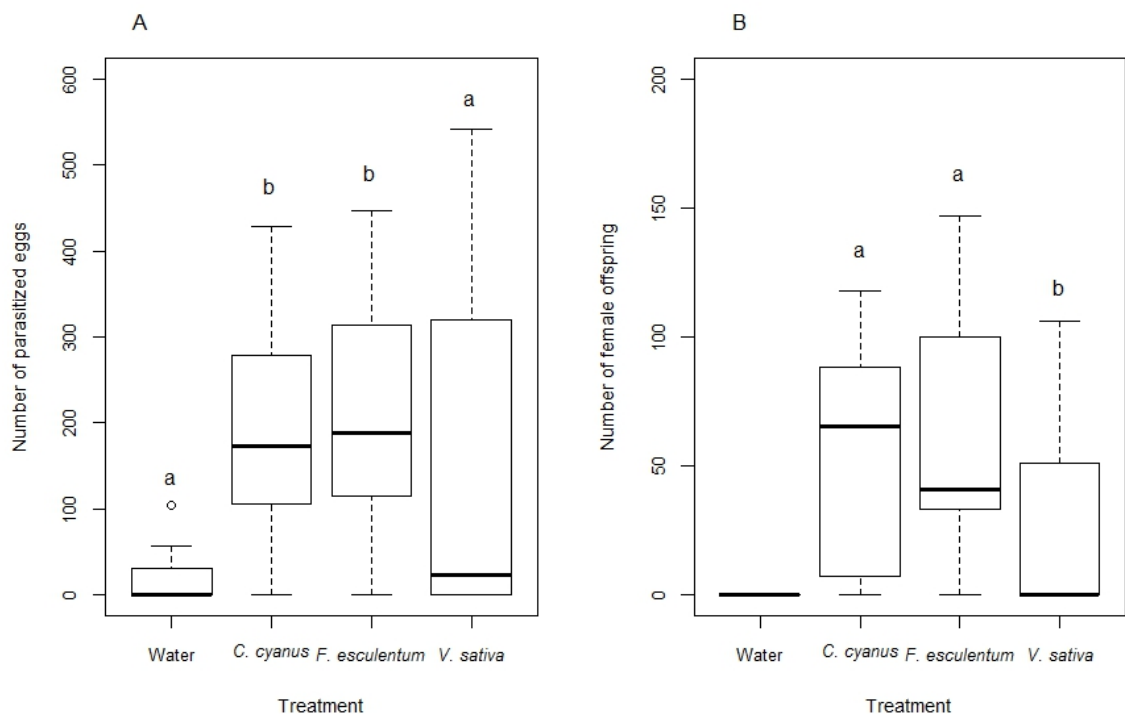 A
Number of parasitized eggs
600
500
400
300
200
100
0
a
b
b
a
Water
C. cyanus
F. esculentum
V. sativa
Treatment
B
Number of female offspring
200
150
100
50
0
a
a
b
Water
C. cyanus
F. esculentum
V. sativa
Treatment